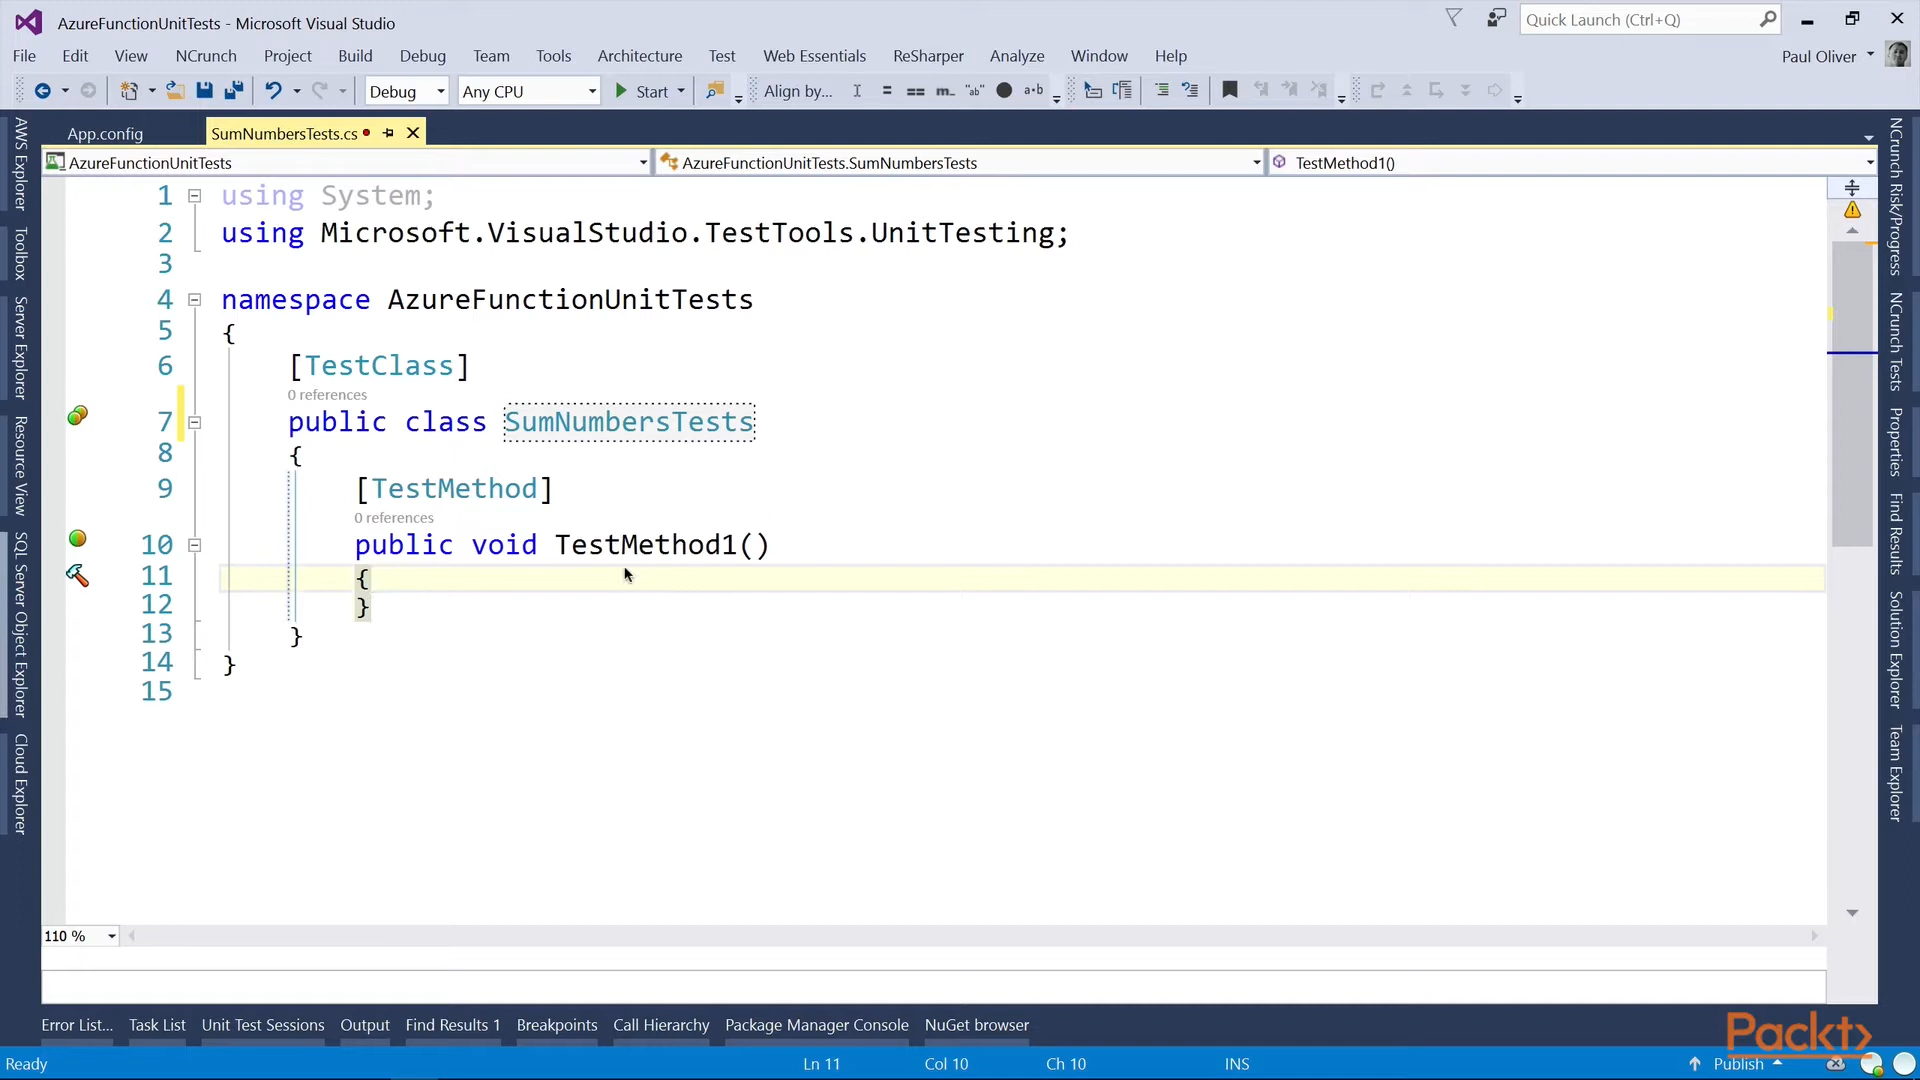 AzureFunctionUnitTests - Microsoft Visual Studio
Quick Launch (Ctrl+Q)
File Edit View NCrunch Project Build Debug Team Tools Architecture Test Web Essentials ReSharper Analyze Window Help
Paul Oliver
Debug Any CPU Start Align by...
App.config SumNumbersTests.cs
AzureFunctionUnitTests AzureFunctionUnitTests.SumNumbersTests TestMethod1()
1 using System;
2 using Microsoft.VisualStudio.TestTools.UnitTesting;
3
4 namespace AzureFunctionUnitTests
5 {
6 [TestClass]
0 references
7 public class SumNumbersTests
8 {
9 [TestMethod]
0 references
10 public void TestMethod1()
11 {
12 }
13 }
14 }
15
AWS Explorer
Toolbox
Server Explorer
Resource View
SQL Server Object Explorer
Cloud Explorer
NCrunch Risk/Progress
NCrunch Tests
Properties
Find Results
Solution Explorer
Team Explorer
110 %
Error List... Task List Unit Test Sessions Output Find Results 1 Breakpoints Call Hierarchy Package Manager Console NuGet browser
Packt>
Ready Ln 11 Col 10 Ch 10 INS Publish